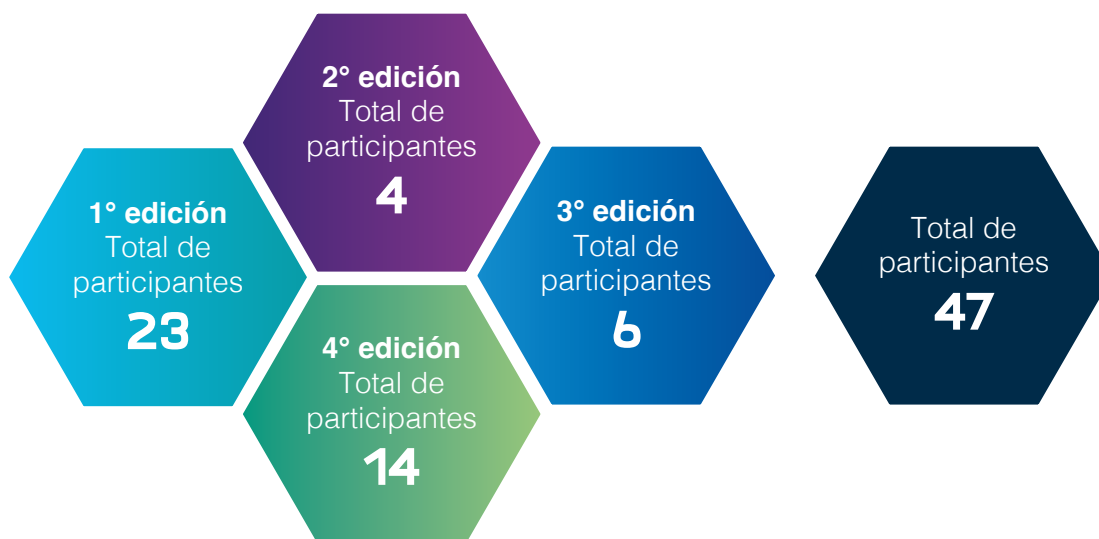 1° edición
Total de
participantes
23
2° edición
Total de
participantes
4
3° edición
Total de
participantes
6
4° edición
Total de
participantes
14
Total de
participantes
47